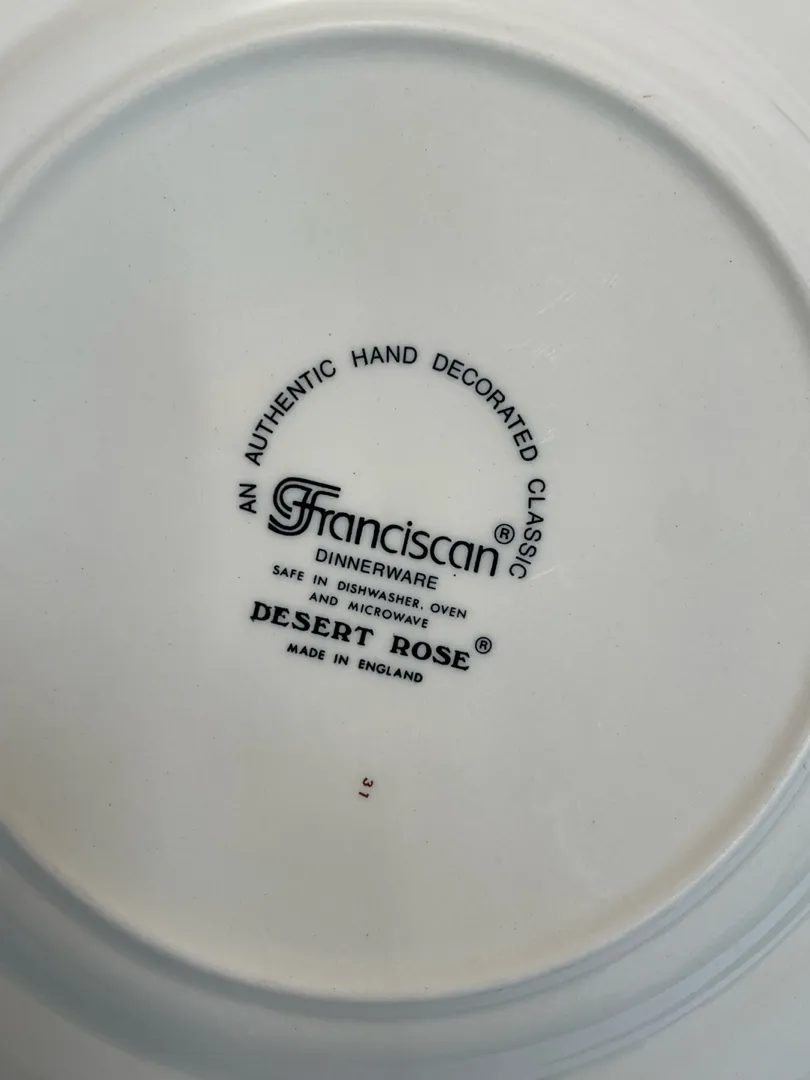 AN AUTHENTIC HAND DECORATED CLASSIC
Franciscan®
DINNERWARE
SAFE IN DISHWASHER, OVEN
AND MICROWAVE
DESERT ROSE®
MADE IN ENGLAND
31